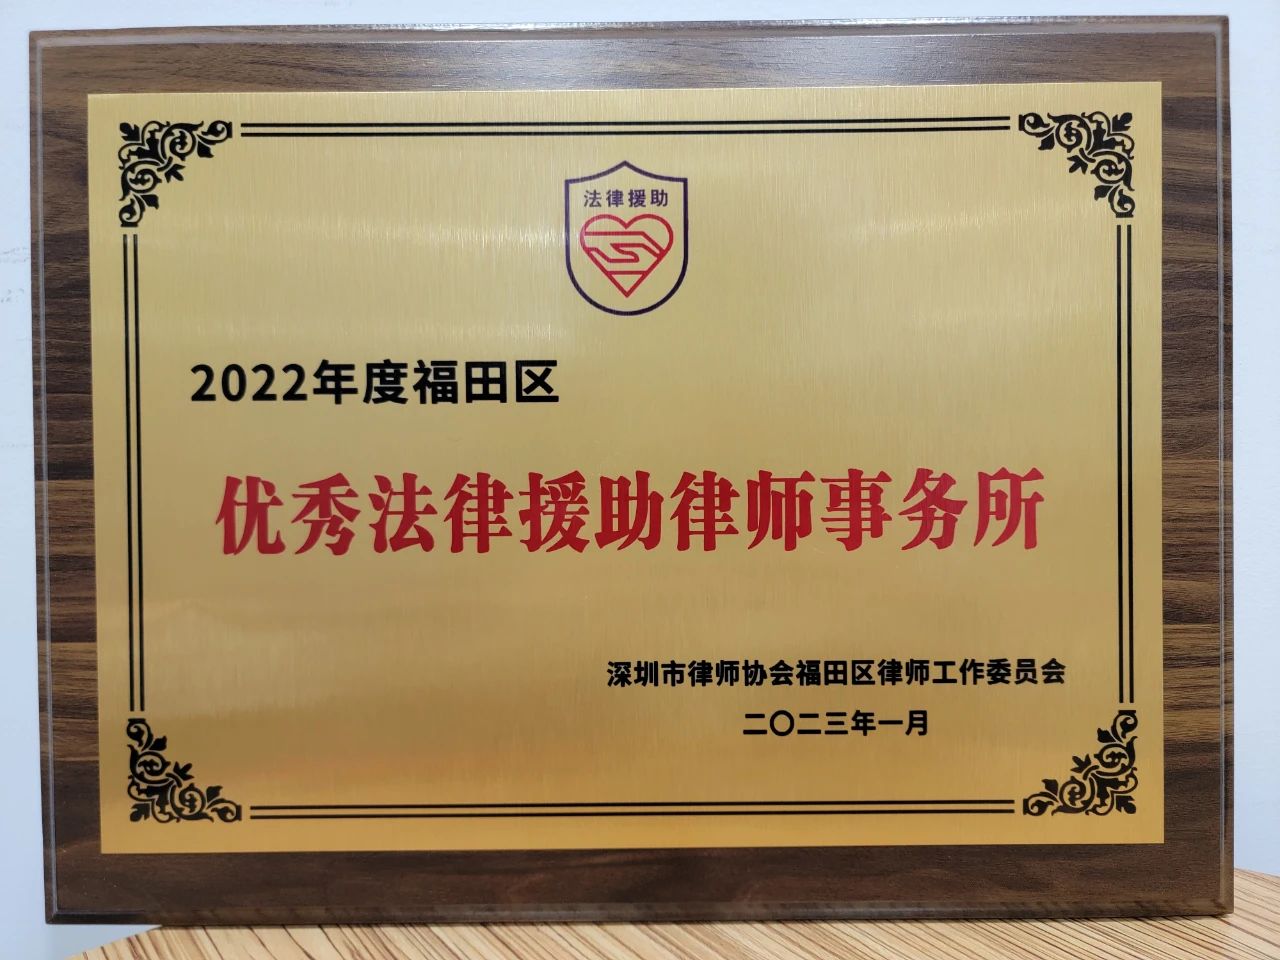 法律援助
2022年度福田区
优秀法律援助律师事务所
深圳市律师协会福田区律师工作委员会
二〇二三年一月